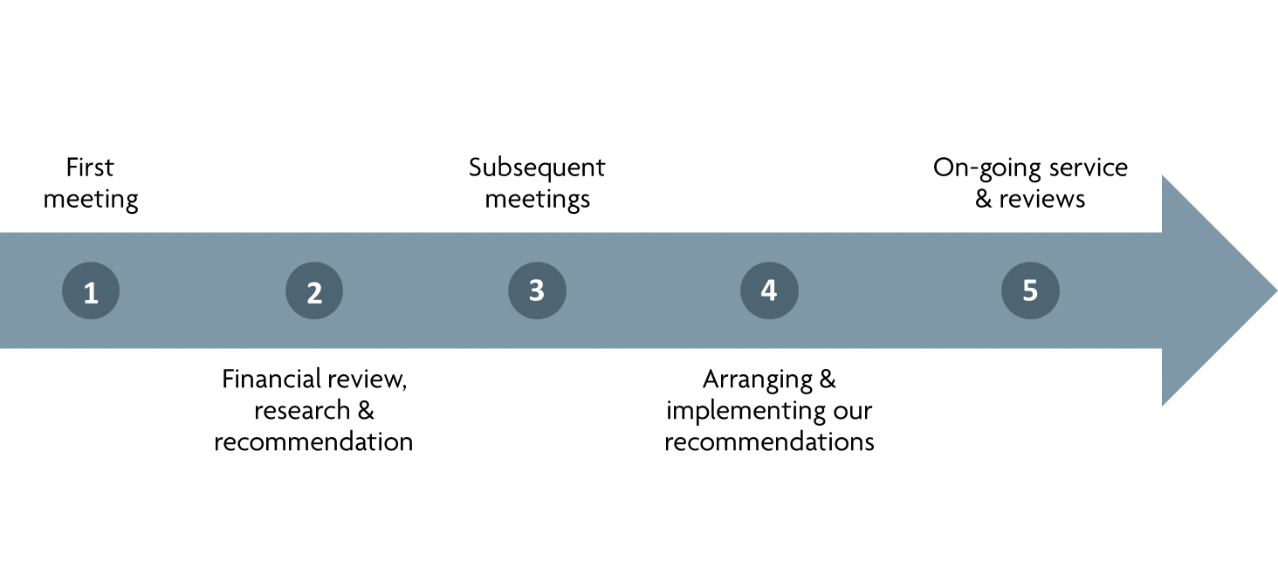 First
meeting
Subsequent
meetings
On-going service
& reviews
1
2
3
4
5
Financial review,
research &
recommendation
Arranging &
implementing our
recommendations